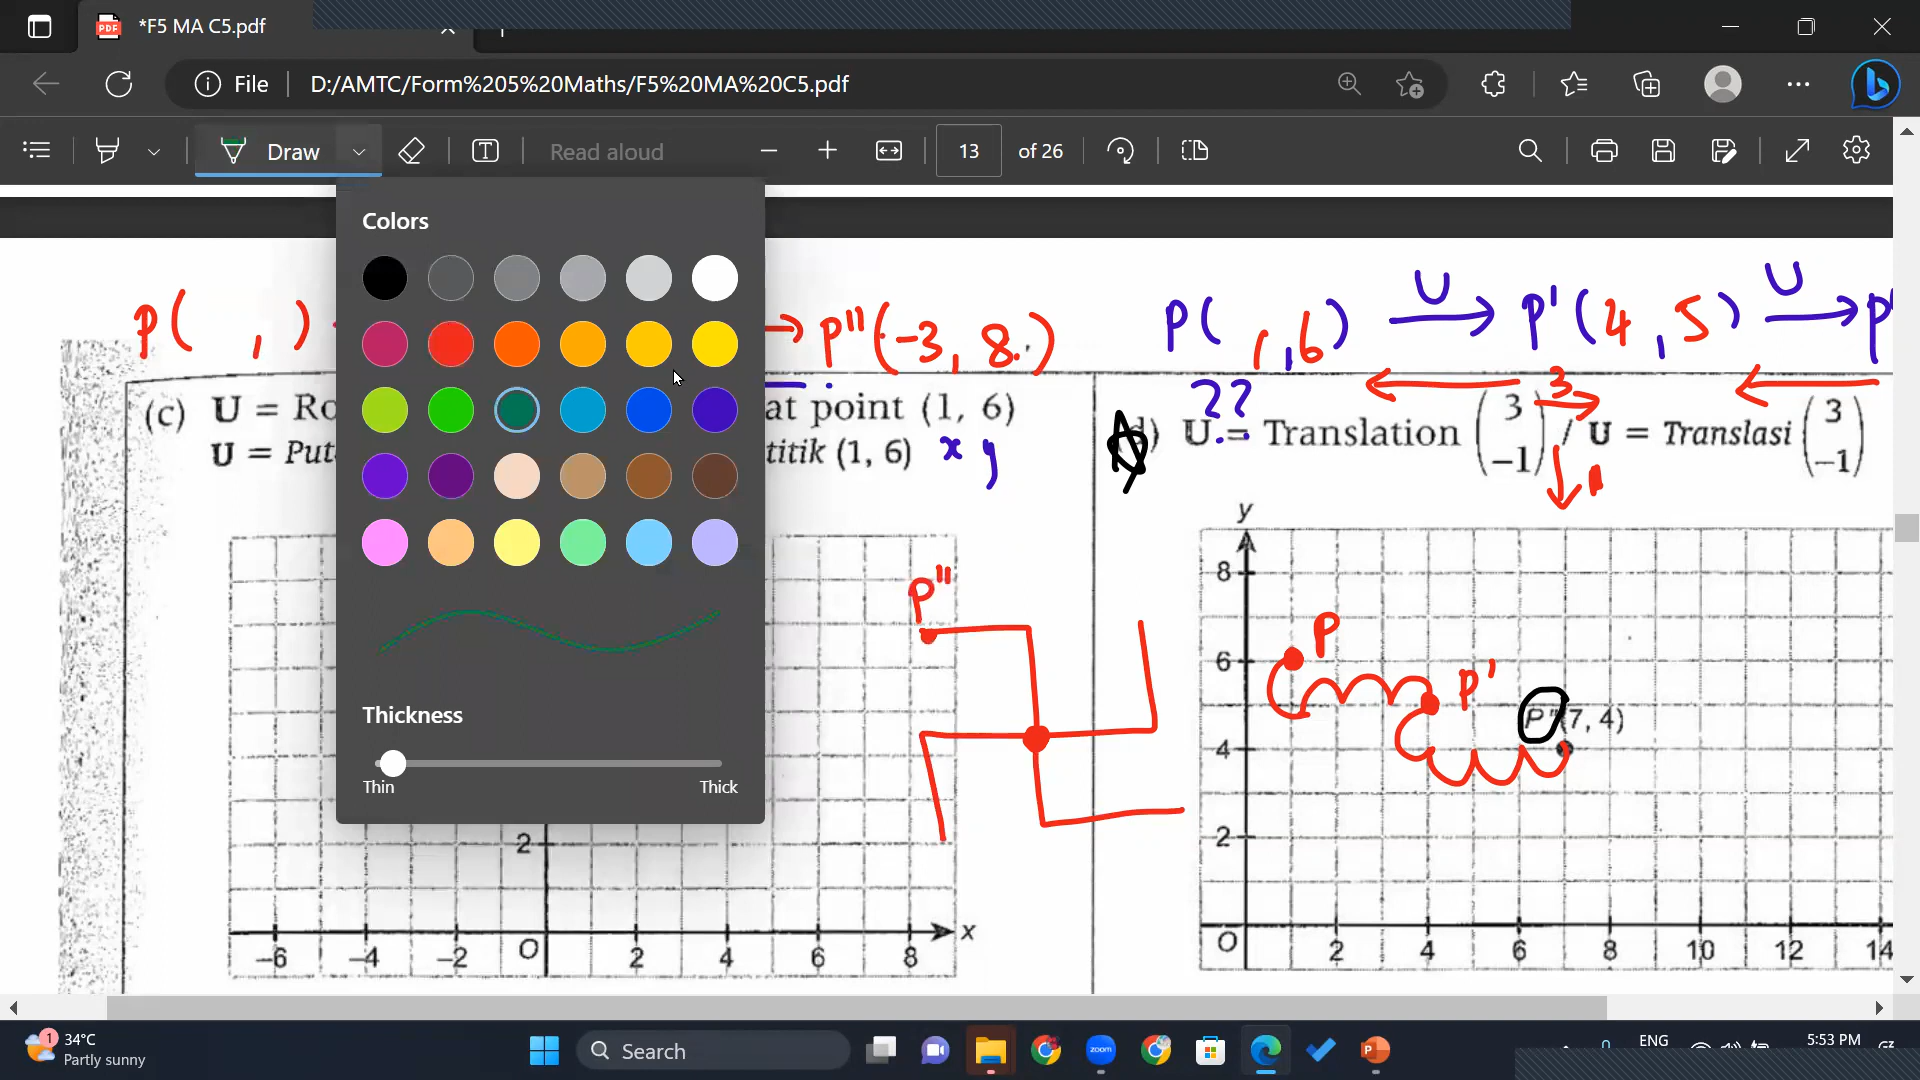 *F5 MA C5.pdf
File D:/AMTC/Form%205%20Maths/F5%20MA%20C5.pdf
Draw Read aloud 13 of 26
Colors
Thickness
Thin Thick
P( , ) → P"(-3, 8.)
P(1,6) U → P'(4,5) U → P'
(c) U = Ro at point (1, 6)
U = Put titik (1, 6) x y
??
3
) U = Translation (3 −1) / U = Translasi (3 −1)
1
P"
2
−6 −4 −2 O 2 4 6 8 x
y
8
P
6
P'
P"(7, 4)
4
2
O 2 4 6 8 10 12 14
1 34°C
Partly sunny
Search
zoom
ENG
5:53 PM